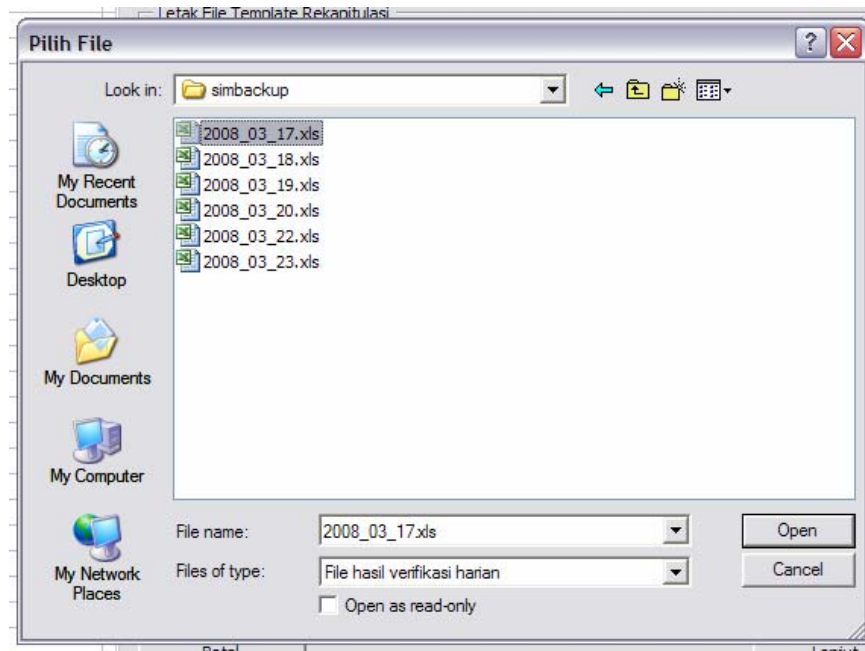 Letak File Template Rekapitulasi
Pilih File
Look in: simbackup
2008_03_17.xls
2008_03_18.xls
2008_03_19.xls
2008_03_20.xls
2008_03_22.xls
2008_03_23.xls
My Recent
Documents
Desktop
My Documents
My Computer
My Network
Places
File name: 2008_03_17.xls Open
Files of type: File hasil verifikasi harian Cancel
Open as read-only